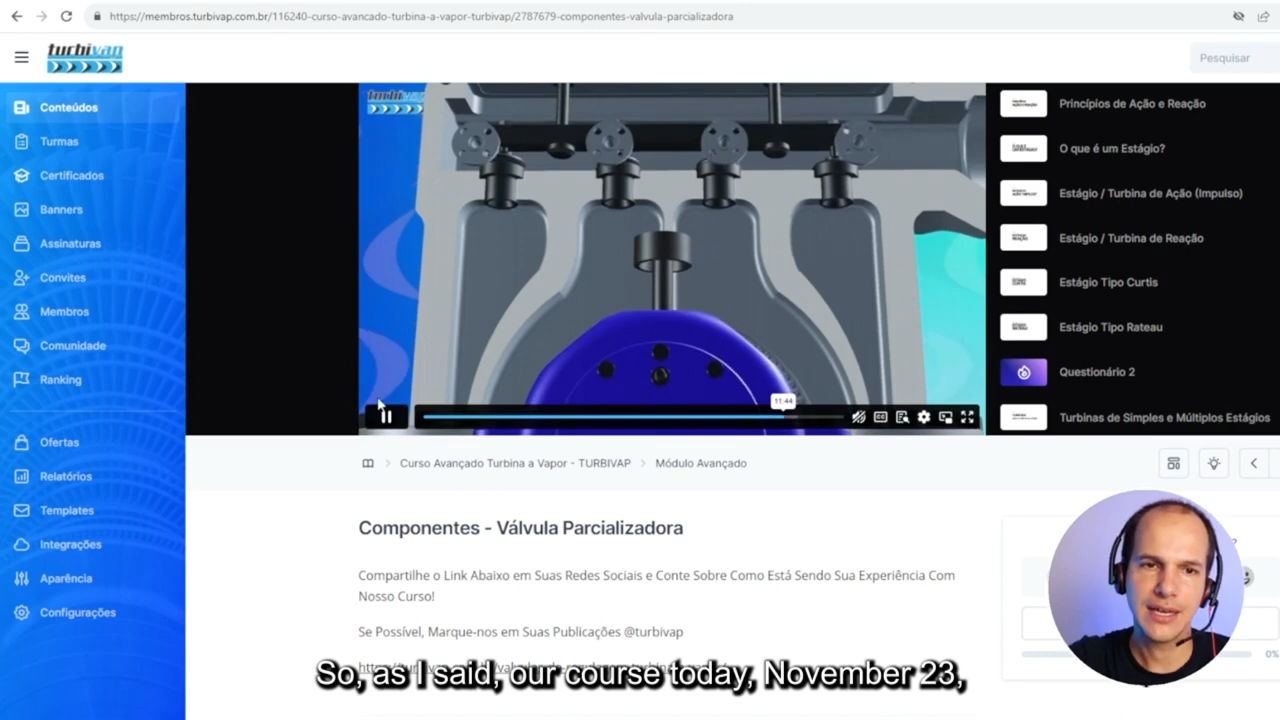 https://membros.turbivap.com.br/116240-curso-avancado-turbina-a-vapor-turbivap/2787679-componentes-valvula-parcializadora
turbivap
Pesquisar
Conteúdos
Turmas
Certificados
Banners
Assinaturas
Convites
Membros
Comunidade
Ranking
Ofertas
Relatórios
Templates
Integrações
Aparência
Configurações
turbivap
11:44
CC
Princípios de Ação e Reação
O que é um Estágio?
Estágio / Turbina de Ação (Impulso)
Estágio / Turbina de Reação
Estágio Tipo Curtis
Estágio Tipo Rateau
Questionário 2
Turbinas de Simples e Múltiplos Estágios
Curso Avançado Turbina a Vapor - TURBIVAP > Módulo Avançado
Componentes - Válvula Parcializadora
Compartilhe o Link Abaixo em Suas Redes Sociais e Conte Sobre Como Está Sendo Sua Experiência Com
Nosso Curso!
Se Possível, Marque-nos em Suas Publicações @turbivap
0%
So, as I said, our course today, November 23,